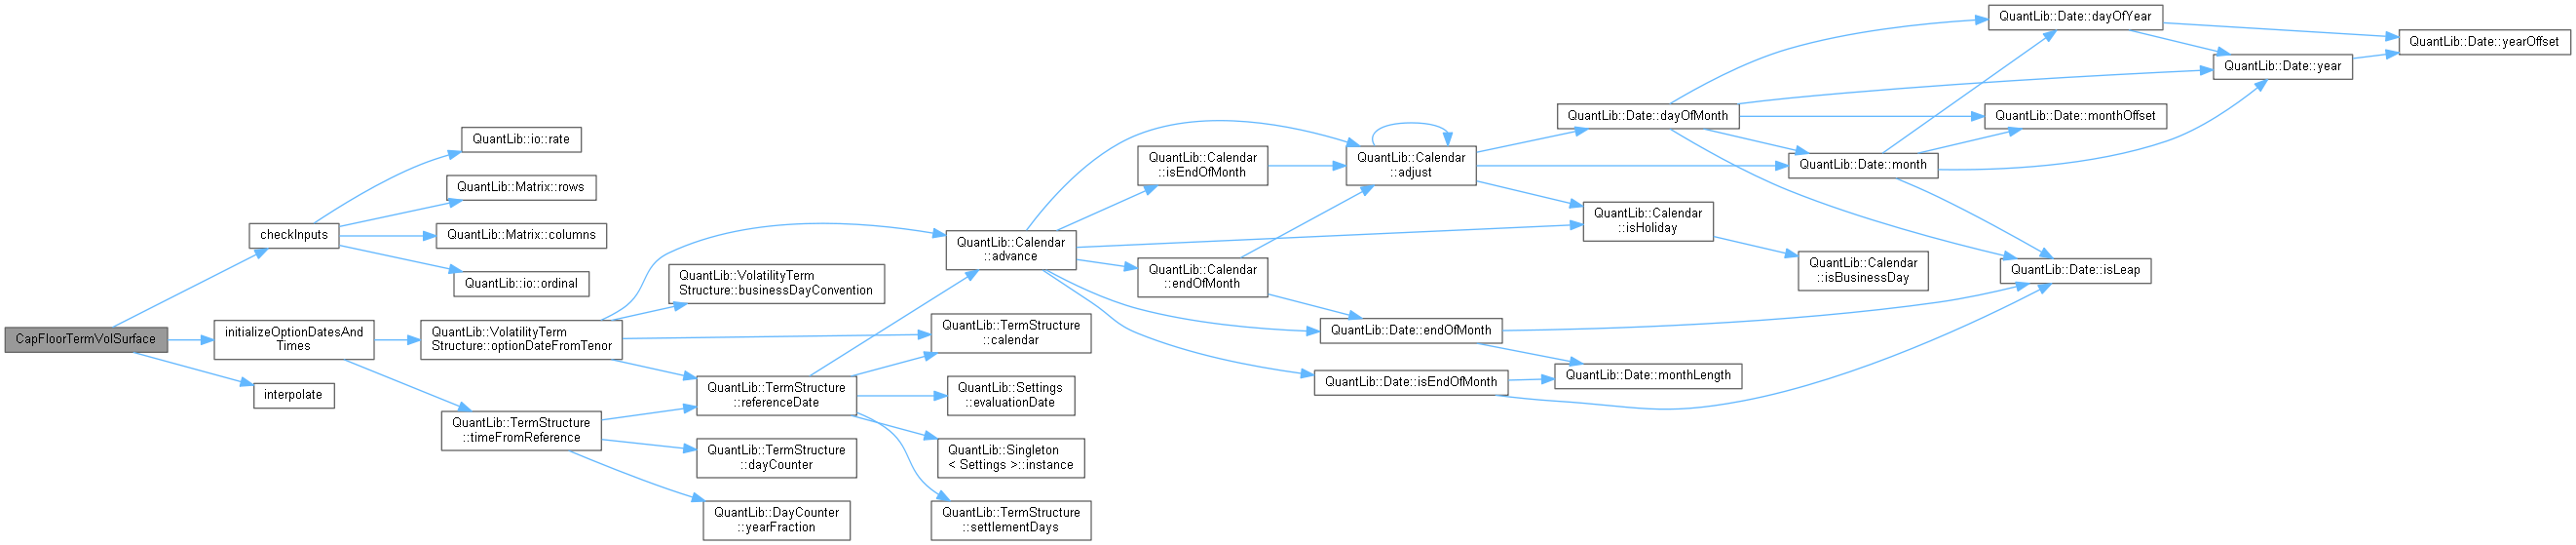 CapFloorTermVolSurface
checkInputs
QuantLib::io::rate
QuantLib::Matrix::rows
QuantLib::Matrix::columns
QuantLib::io::ordinal
initializeOptionDatesAnd
Times
interpolate
QuantLib::VolatilityTerm
Structure::optionDateFromTenor
QuantLib::TermStructure
::timeFromReference
QuantLib::VolatilityTerm
Structure::businessDayConvention
QuantLib::TermStructure
::referenceDate
QuantLib::TermStructure
::dayCounter
QuantLib::DayCounter
::yearFraction
QuantLib::Calendar
::advance
QuantLib::TermStructure
::calendar
QuantLib::Settings
::evaluationDate
QuantLib::Singleton
< Settings >::instance
QuantLib::TermStructure
::settlementDays
QuantLib::Calendar
::isEndOfMonth
QuantLib::Calendar
::endOfMonth
QuantLib::Calendar
::adjust
QuantLib::Date::endOfMonth
QuantLib::Date::isEndOfMonth
QuantLib::Date::dayOfMonth
QuantLib::Calendar
::isHoliday
QuantLib::Date::monthLength
QuantLib::Date::month
QuantLib::Calendar
::isBusinessDay
QuantLib::Date::dayOfYear
QuantLib::Date::monthOffset
QuantLib::Date::isLeap
QuantLib::Date::year
QuantLib::Date::yearOffset